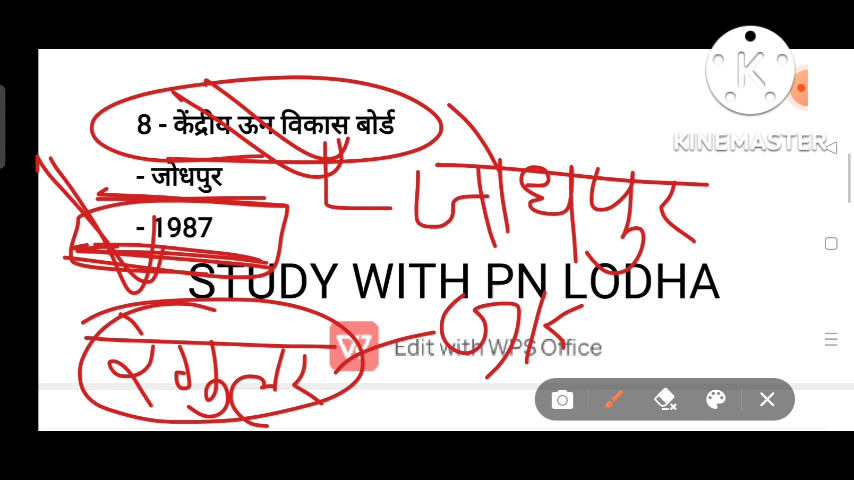 KINEMASTER
8 - केंद्रीय ऊन विकास बोर्ड
- जोधपुर
जोधपुर
- 1987
STUDY WITH PN LODHA
Edit with WPS Office